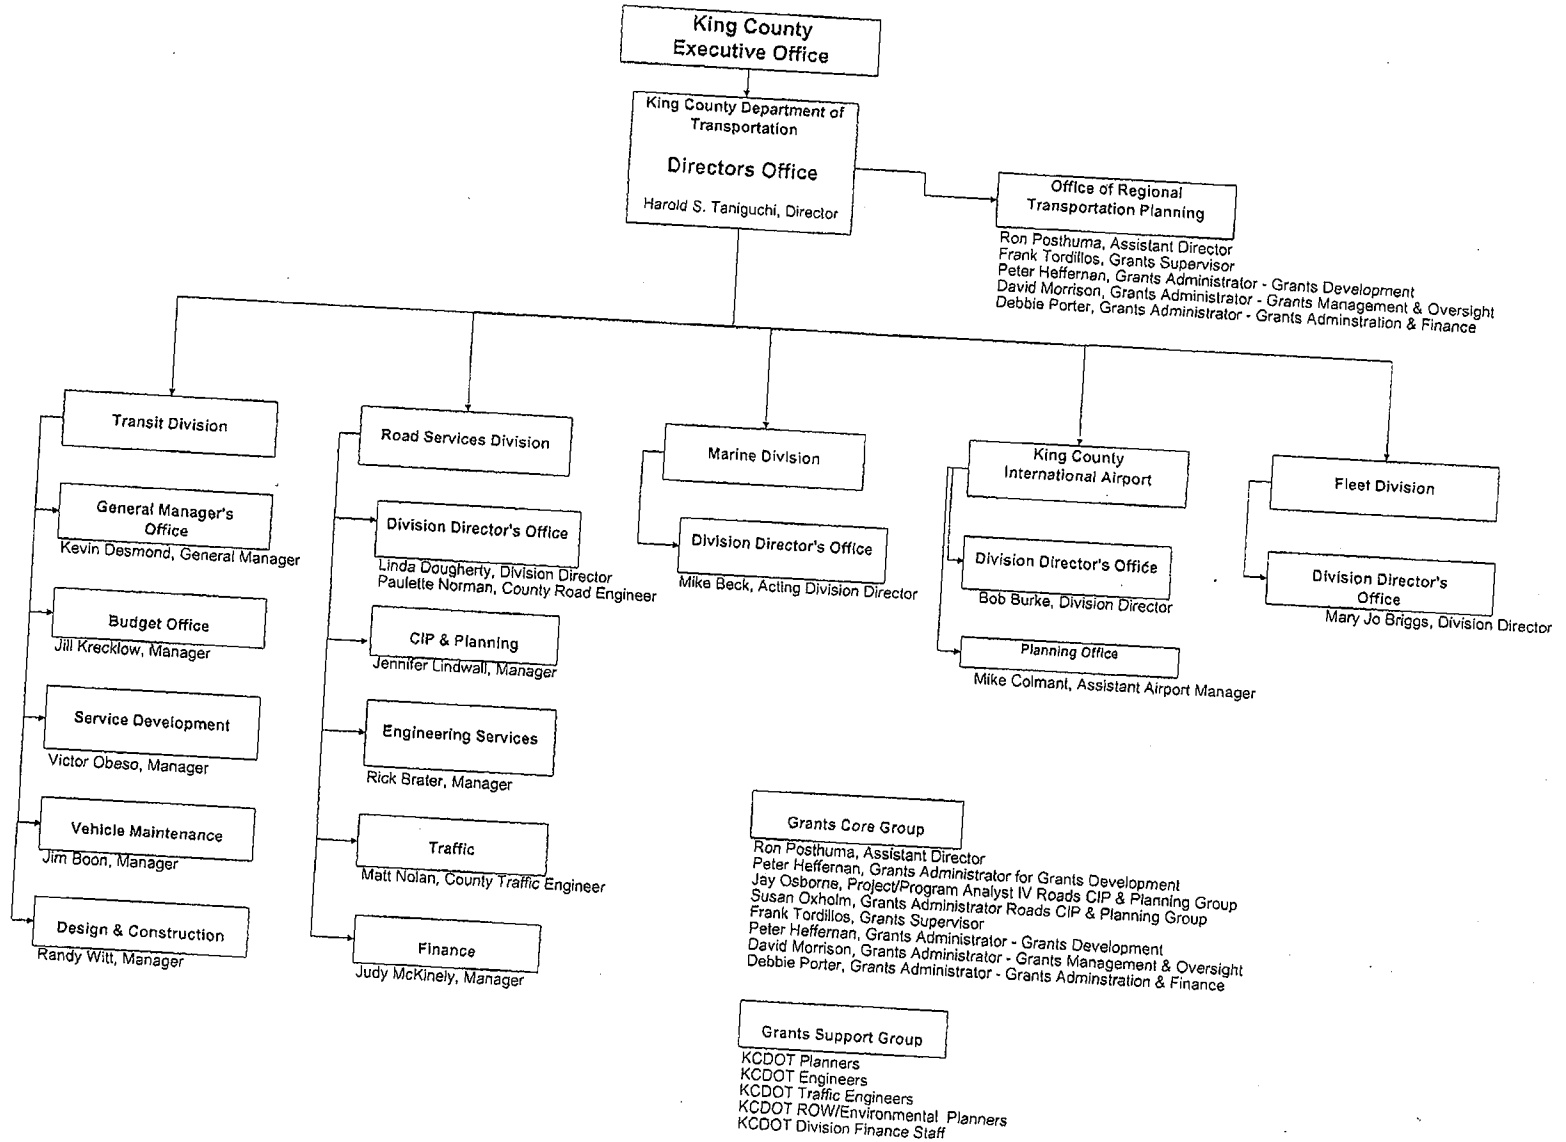 King County
Executive Office
King County Department of
Transportation
Directors Office
Harold S. Taniguchi, Director
Office of Regional
Transportation Planning
Ron Posthuma, Assistant Director
Frank Tordillos, Grants Supervisor
Peter Heffernan, Grants Administrator - Grants Development
David Morrison, Grants Administrator - Grants Management & Oversight
Debbie Porter, Grants Administrator - Grants Adminstration & Finance
Transit Division
General Manager's
Office
Kevin Desmond, General Manager
Budget Office
Jill Krecklow, Manager
Service Development
Victor Obeso, Manager
Vehicle Maintenance
Jim Boon, Manager
Design & Construction
Randy Witt, Manager
Road Services Division
Division Director's Office
Linda Dougherty, Division Director
Paulette Norman, County Road Engineer
CIP & Planning
Jennifer Lindwall, Manager
Engineering Services
Rick Brater, Manager
Traffic
Matt Nolan, County Traffic Engineer
Finance
Judy McKinely, Manager
Marine Division
Division Director's Office
Mike Beck, Acting Division Director
King County
International Airport
Division Director's Office
Bob Burke, Division Director
Planning Office
Mike Colmant, Assistant Airport Manager
Fleet Division
Division Director's
Office
Mary Jo Briggs, Division Director
Grants Core Group
Ron Posthuma, Assistant Director
Peter Heffernan, Grants Administrator for Grants Development
Jay Osborne, Project/Program Analyst IV Roads CIP & Planning Group
Susan Oxholm, Grants Administrator Roads CIP & Planning Group
Frank Tordillos, Grants Supervisor
Peter Heffernan, Grants Administrator - Grants Development
David Morrison, Grants Administrator - Grants Management & Oversight
Debbie Porter, Grants Administrator - Grants Adminstration & Finance
Grants Support Group
KCDOT Planners
KCDOT Engineers
KCDOT Traffic Engineers
KCDOT ROW/Environmental Planners
KCDOT Division Finance Staff